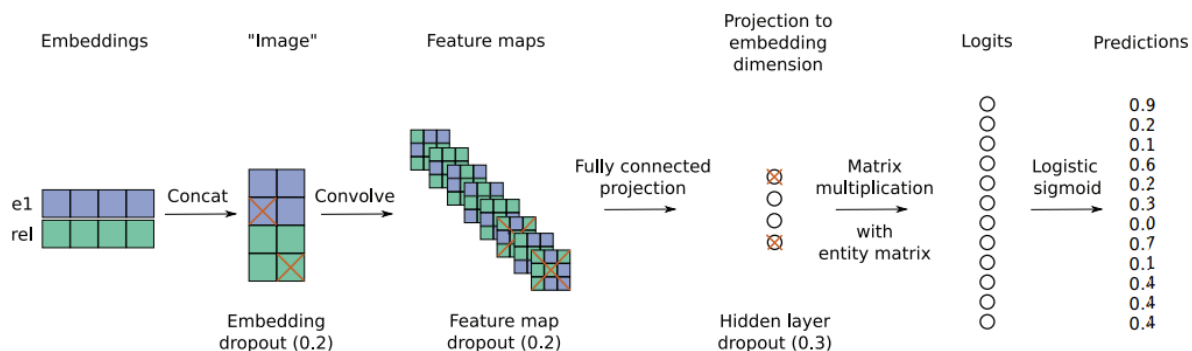 Embeddings
"Image"
Feature maps
Projection to
embedding
dimension
Logits
Predictions
e1
rel
Concat
Convolve
Fully connected
projection
Matrix
multiplication
with
entity matrix
Logistic
sigmoid
0.9
0.2
0.1
0.6
0.2
0.3
0.0
0.7
0.1
0.4
0.4
0.4
Embedding
dropout (0.2)
Feature map
dropout (0.2)
Hidden layer
dropout (0.3)